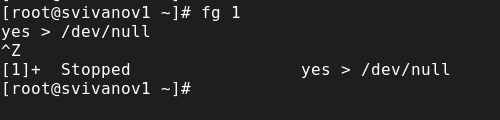 [root@svivanov1 ~]# fg 1
yes > /dev/null
^Z
[1]+  Stopped                 yes > /dev/null
[root@svivanov1 ~]#